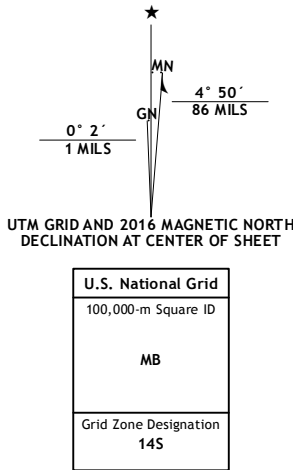 ★
MN
GN
4° 50´
86 MILS
0° 2´
1 MILS
UTM GRID AND 2016 MAGNETIC NORTH
DECLINATION AT CENTER OF SHEET
U.S. National Grid
100,000-m Square ID
MB
Grid Zone Designation
14S